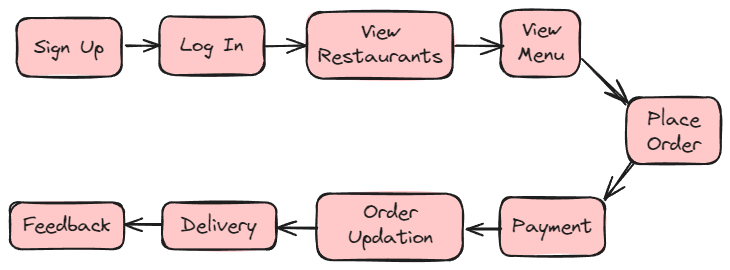 Sign Up
Log In
View
Restaurants
View
Menu
Place
Order
Payment
Order
Updation
Delivery
Feedback